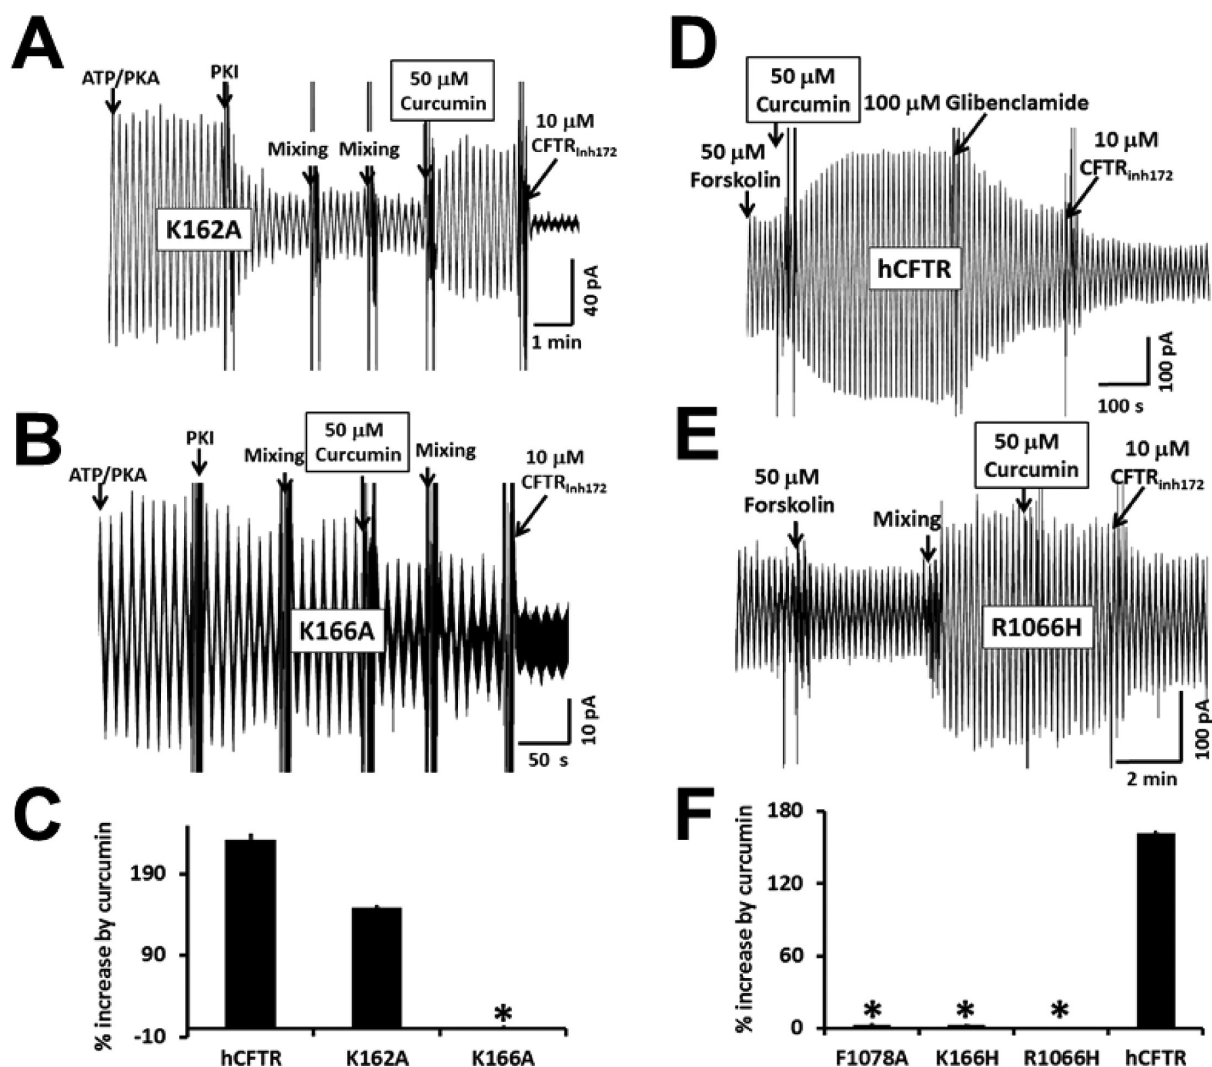 A
ATP/PKA
PKI
Mixing
Mixing
50 μM
Curcumin
10 μM
CFTRInh172
K162A
40 pA
1 min
B
ATP/PKA
PKI
Mixing
50 μM
Curcumin
Mixing
10 μM
CFTRInh172
K166A
10 pA
50 s
C
% increase by curcumin
190
90
-10
*
hCFTR
K162A
K166A
D
50 μM
Curcumin
100 μM Glibenclamide
50 μM
Forskolin
10 μM
CFTRinh172
hCFTR
100 pA
100 s
E
50 μM
Forskolin
Mixing
50 μM
Curcumin
10 μM
CFTRinh172
R1066H
100 pA
2 min
F
% increase by curcumin
180
120
60
0
*
*
*
F1078A
K166H
R1066H
hCFTR